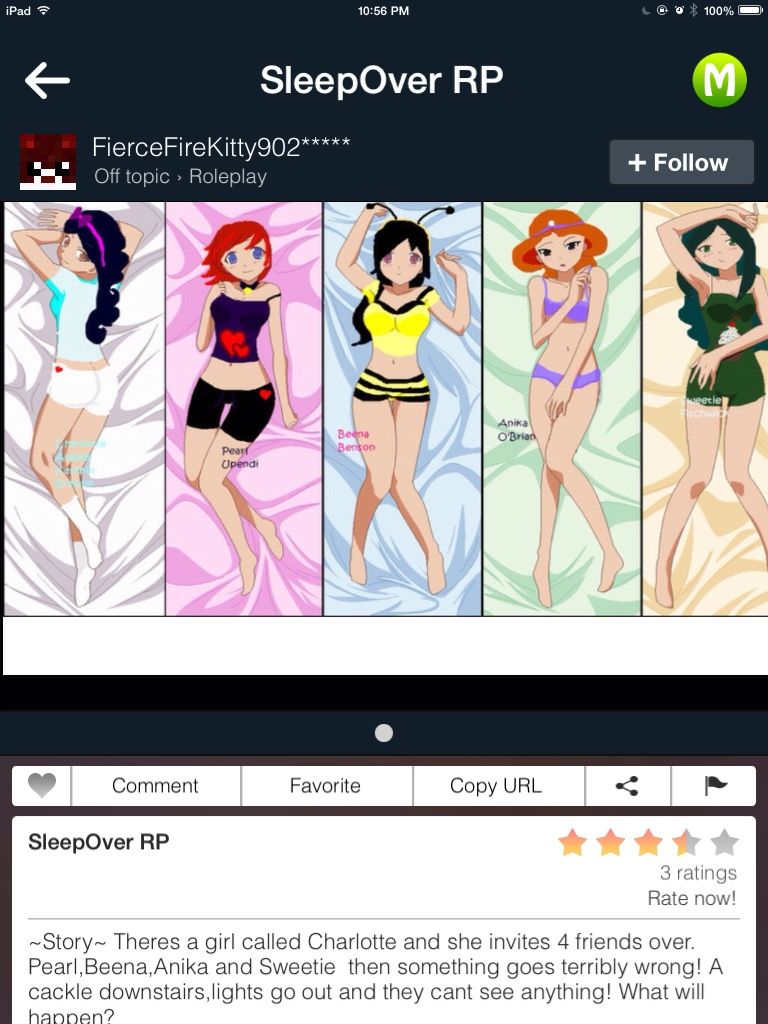 iPad 10:56 PM 100%
SleepOver RP
M
FierceFireKitty902*****
Off topic › Roleplay
+ Follow
Pearl
Upendi
Beena
Benson
Anika
O'Brian
Sweetie
Comment Favorite Copy URL
SleepOver RP
3 ratings
Rate now!
~Story~ Theres a girl called Charlotte and she invites 4 friends over.
Pearl,Beena,Anika and Sweetie then something goes terribly wrong! A
cackle downstairs,lights go out and they cant see anything! What will
happen?